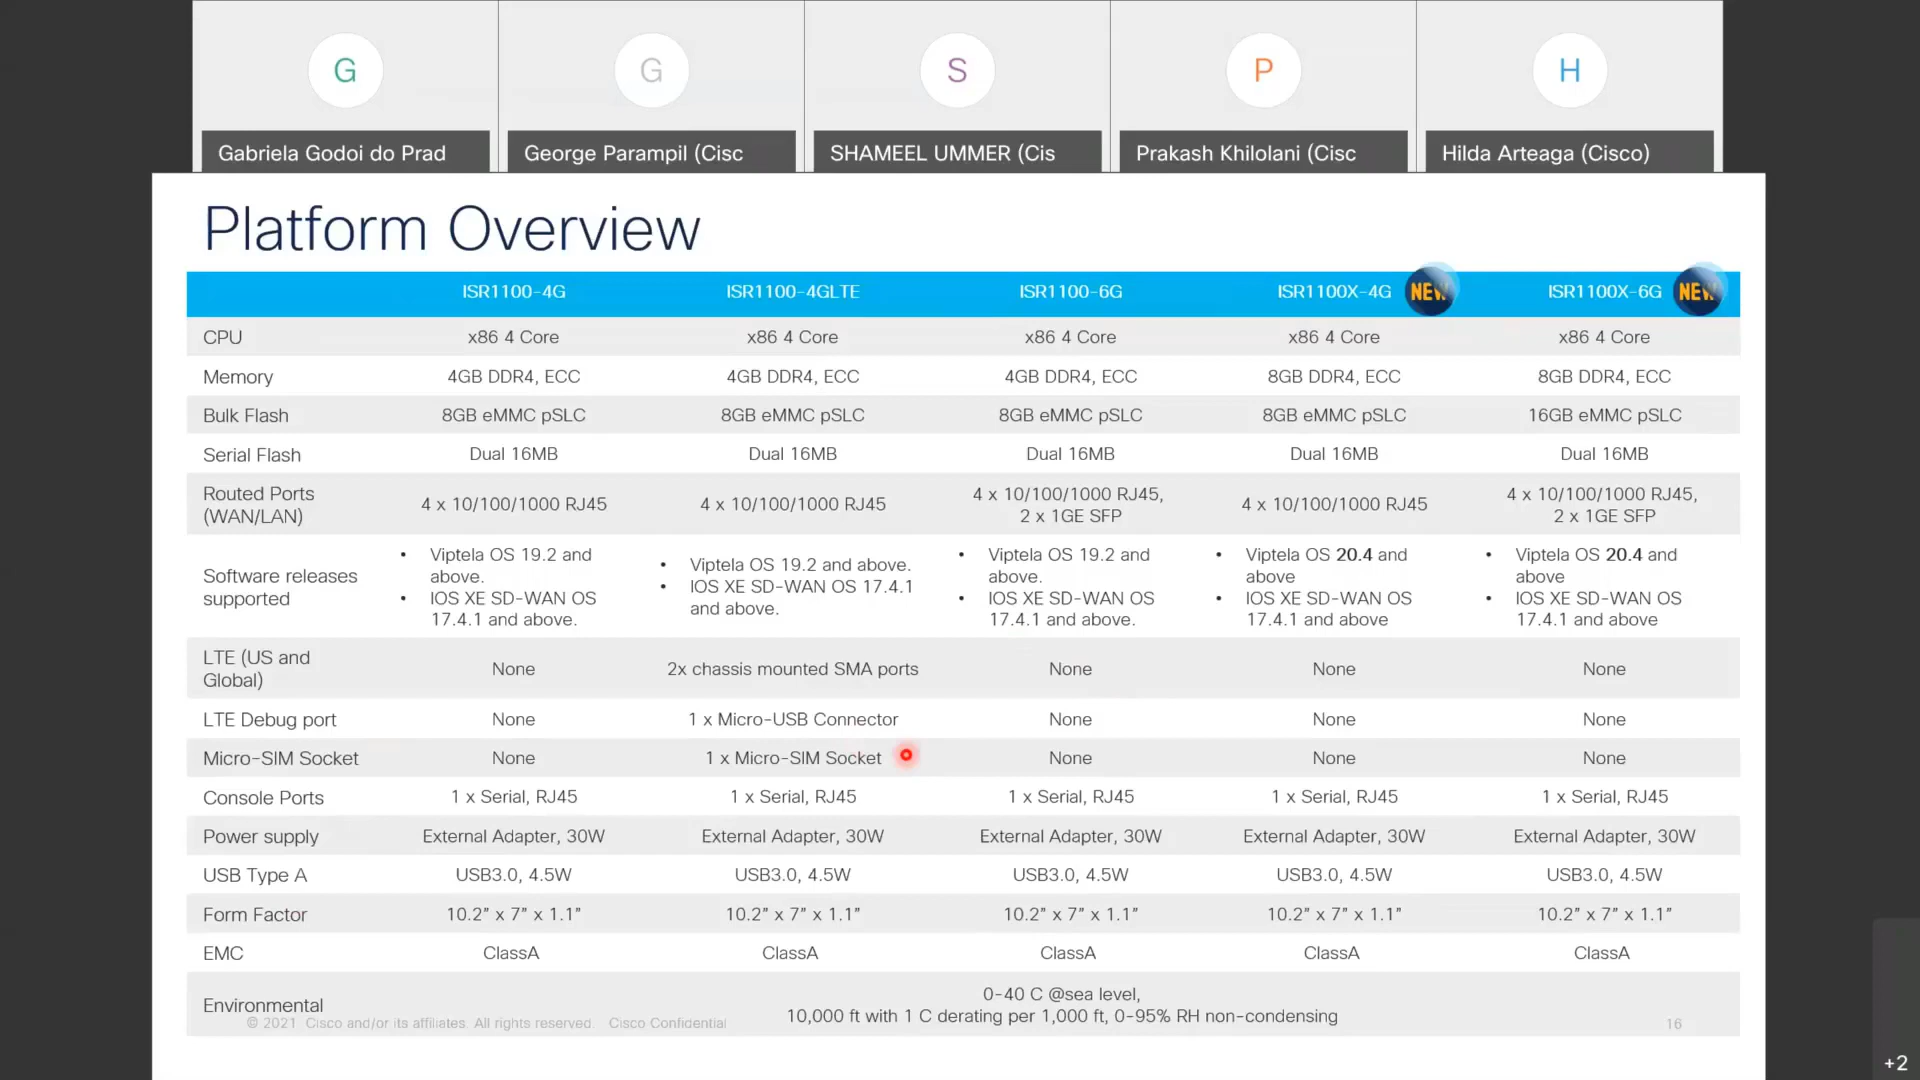 G G S P H
Gabriela Godoi do Prad George Parampil (Cisc SHAMEEL UMMER (Cis Prakash Khilolani (Cisc Hilda Arteaga (Cisco)
Platform Overview
ISR1100-4G ISR1100-4GLTE ISR1100-6G ISR1100X-4G NEW ISR1100X-6G NEW
CPU x86 4 Core x86 4 Core x86 4 Core x86 4 Core x86 4 Core
Memory 4GB DDR4, ECC 4GB DDR4, ECC 4GB DDR4, ECC 8GB DDR4, ECC 8GB DDR4, ECC
Bulk Flash 8GB eMMC pSLC 8GB eMMC pSLC 8GB eMMC pSLC 8GB eMMC pSLC 16GB eMMC pSLC
Serial Flash Dual 16MB Dual 16MB Dual 16MB Dual 16MB Dual 16MB
Routed Ports
(WAN/LAN)
4 x 10/100/1000 RJ45
4 x 10/100/1000 RJ45
4 x 10/100/1000 RJ45,
2 x 1GE SFP
4 x 10/100/1000 RJ45
4 x 10/100/1000 RJ45,
2 x 1GE SFP
Software releases
supported
• Viptela OS 19.2 and
above.
• IOS XE SD-WAN OS
17.4.1 and above.
• Viptela OS 19.2 and above.
• IOS XE SD-WAN OS 17.4.1
and above.
• Viptela OS 19.2 and
above.
• IOS XE SD-WAN OS
17.4.1 and above.
• Viptela OS 20.4 and
above
• IOS XE SD-WAN OS
17.4.1 and above
• Viptela OS 20.4 and
above
• IOS XE SD-WAN OS
17.4.1 and above
LTE (US and
Global)
None 2x chassis mounted SMA ports None None None
LTE Debug port None 1 x Micro-USB Connector None None None
Micro-SIM Socket None 1 x Micro-SIM Socket None None None
Console Ports 1 x Serial, RJ45 1 x Serial, RJ45 1 x Serial, RJ45 1 x Serial, RJ45 1 x Serial, RJ45
Power supply External Adapter, 30W External Adapter, 30W External Adapter, 30W External Adapter, 30W External Adapter, 30W
USB Type A USB3.0, 4.5W USB3.0, 4.5W USB3.0, 4.5W USB3.0, 4.5W USB3.0, 4.5W
Form Factor 10.2” x 7” x 1.1” 10.2” x 7” x 1.1” 10.2” x 7” x 1.1” 10.2” x 7” x 1.1” 10.2” x 7” x 1.1”
EMC ClassA ClassA ClassA ClassA ClassA
Environmental
0-40 C @sea level,
10,000 ft with 1 C derating per 1,000 ft, 0-95% RH non-condensing
© 2021 Cisco and/or its affiliates. All rights reserved. Cisco Confidential
16
+2